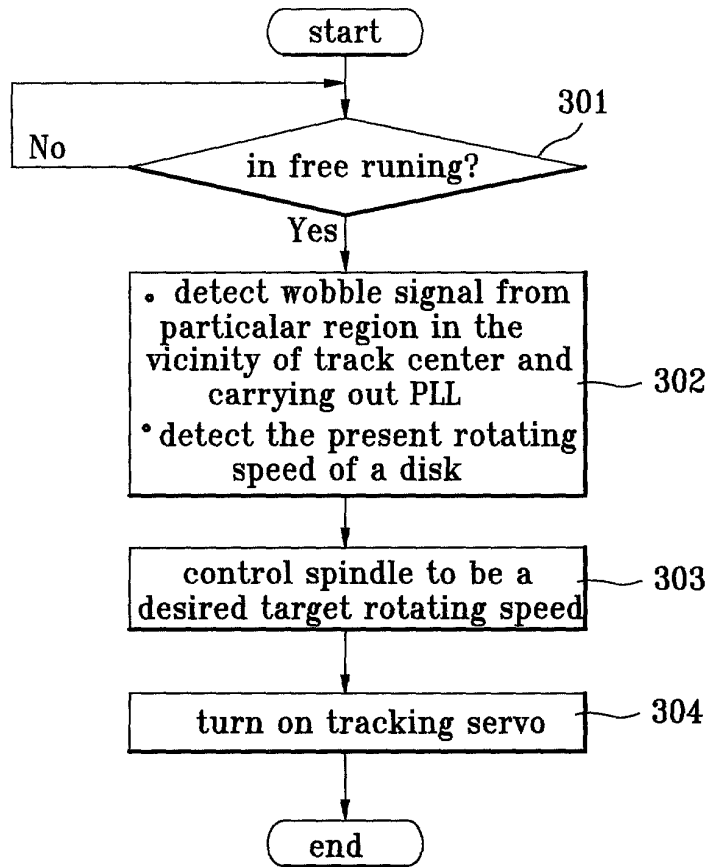 start
301
No
in free runing?
Yes
• detect wobble signal from
particalar region in the
vicinity of track center and
carrying out PLL
302
• detect the present rotating
speed of a disk
control spindle to be a
desired target rotating speed
303
turn on tracking servo
304
end